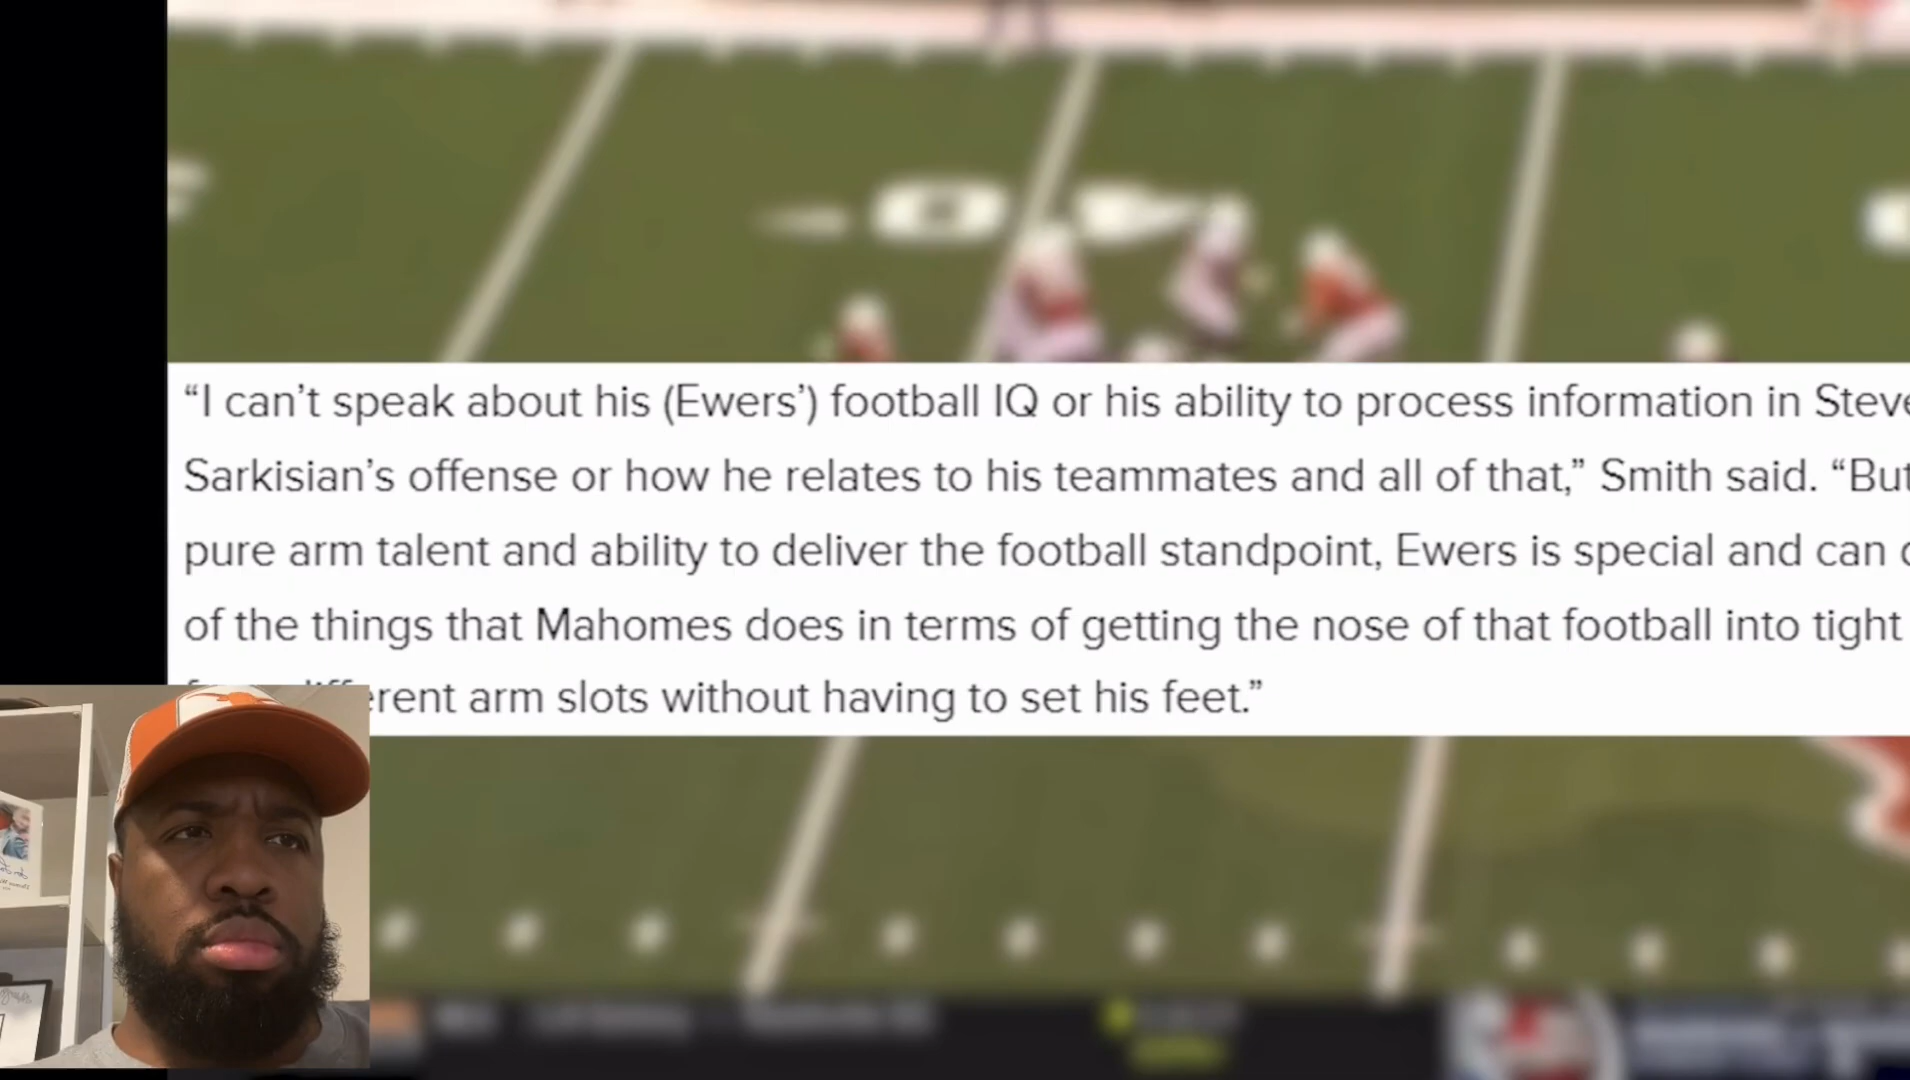 “I can’t speak about his (Ewers’) football IQ or his ability to process information in Steve
Sarkisian’s offense or how he relates to his teammates and all of that,” Smith said. “But
pure arm talent and ability to deliver the football standpoint, Ewers is special and can
of the things that Mahomes does in terms of getting the nose of that football into tight
arm slots without having to set his feet.”